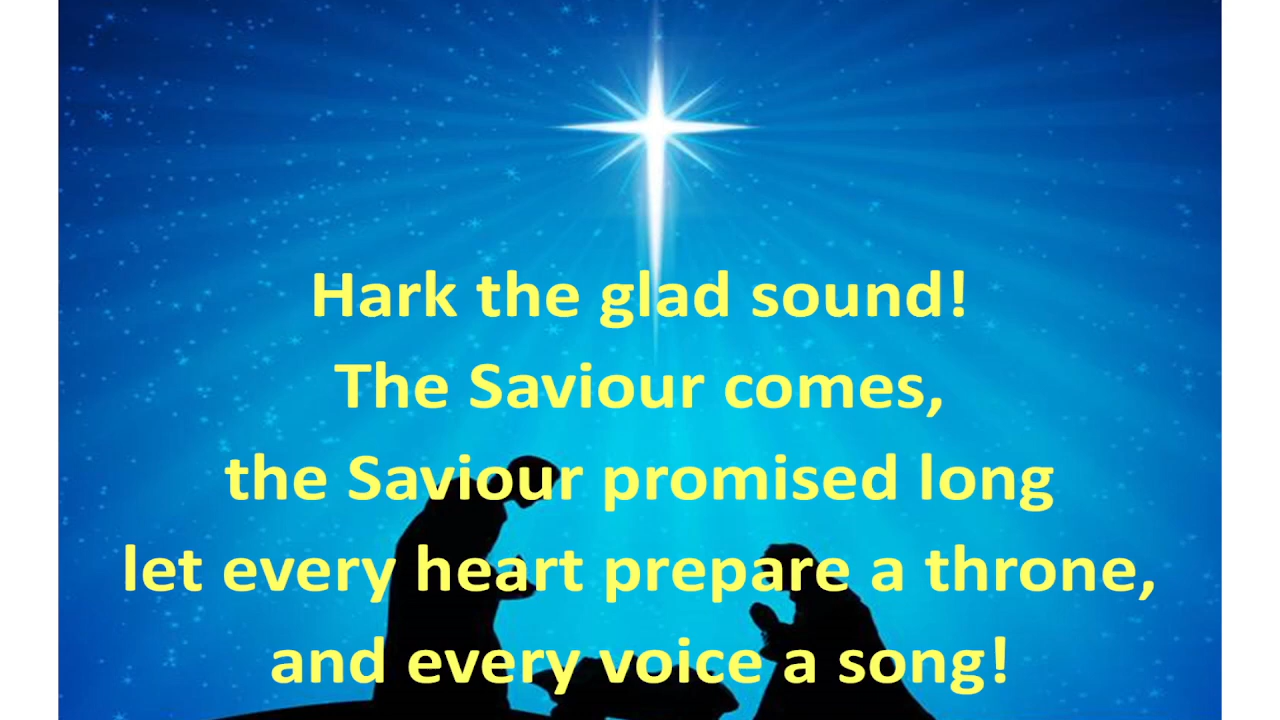 Hark the glad sound!
The Saviour comes,
the Saviour promised long
let every heart prepare a throne,
and every voice a song!